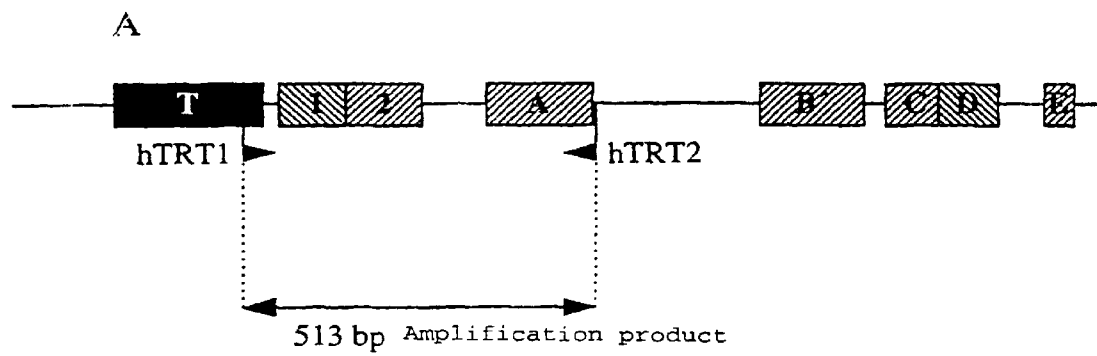 A
T 1 2 A B' C D E
hTRT1 hTRT2
513 bp Amplification product